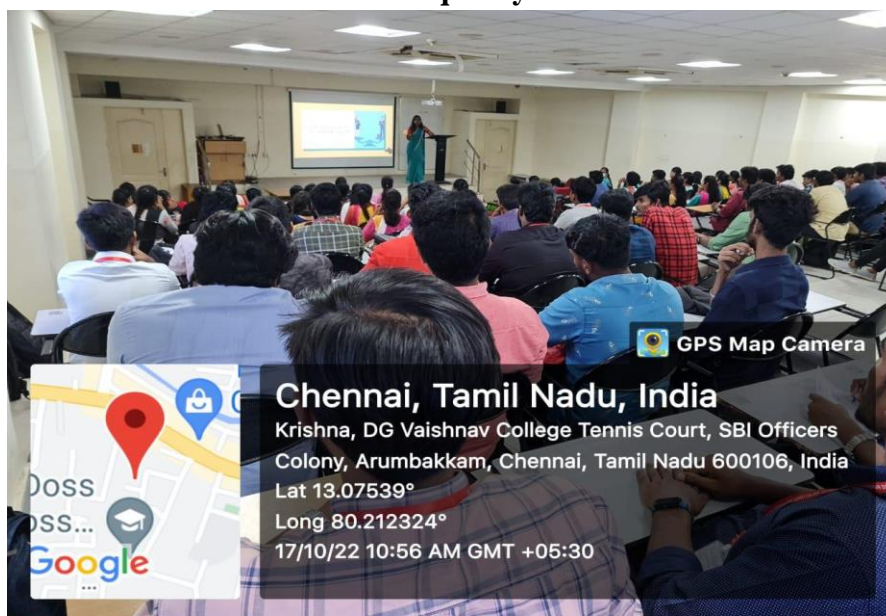 GPS Map Camera
Chennai, Tamil Nadu, India
Krishna, DG Vaishnav College Tennis Court, SBI Officers
Colony, Arumbakkam, Chennai, Tamil Nadu 600106, India
Lat 13.07539°
Long 80.212324°
17/10/22 10:56 AM GMT +05:30
Doss
Google